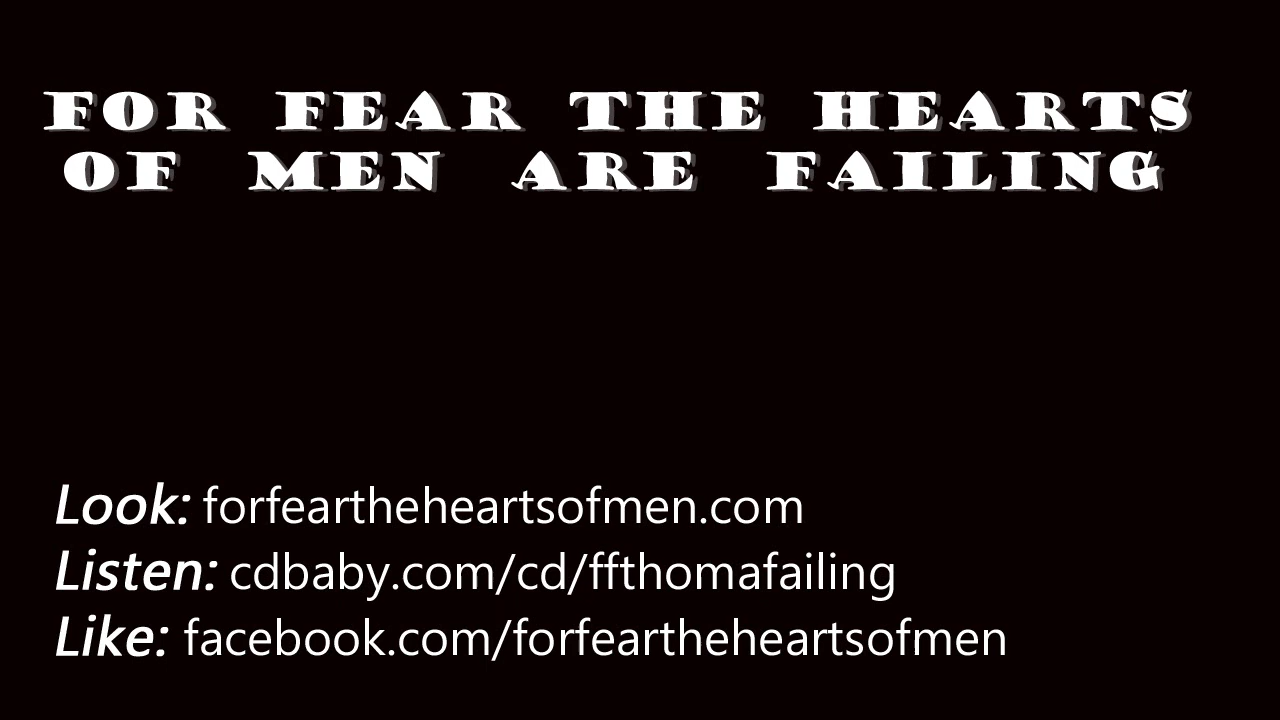 FOR FEAR THE HEARTS
OF MEN ARE FAILING
Look: forfeartheheartsofmen.com
Listen: cdbaby.com/cd/ffthomafailing
Like: facebook.com/forfeartheheartsofmen